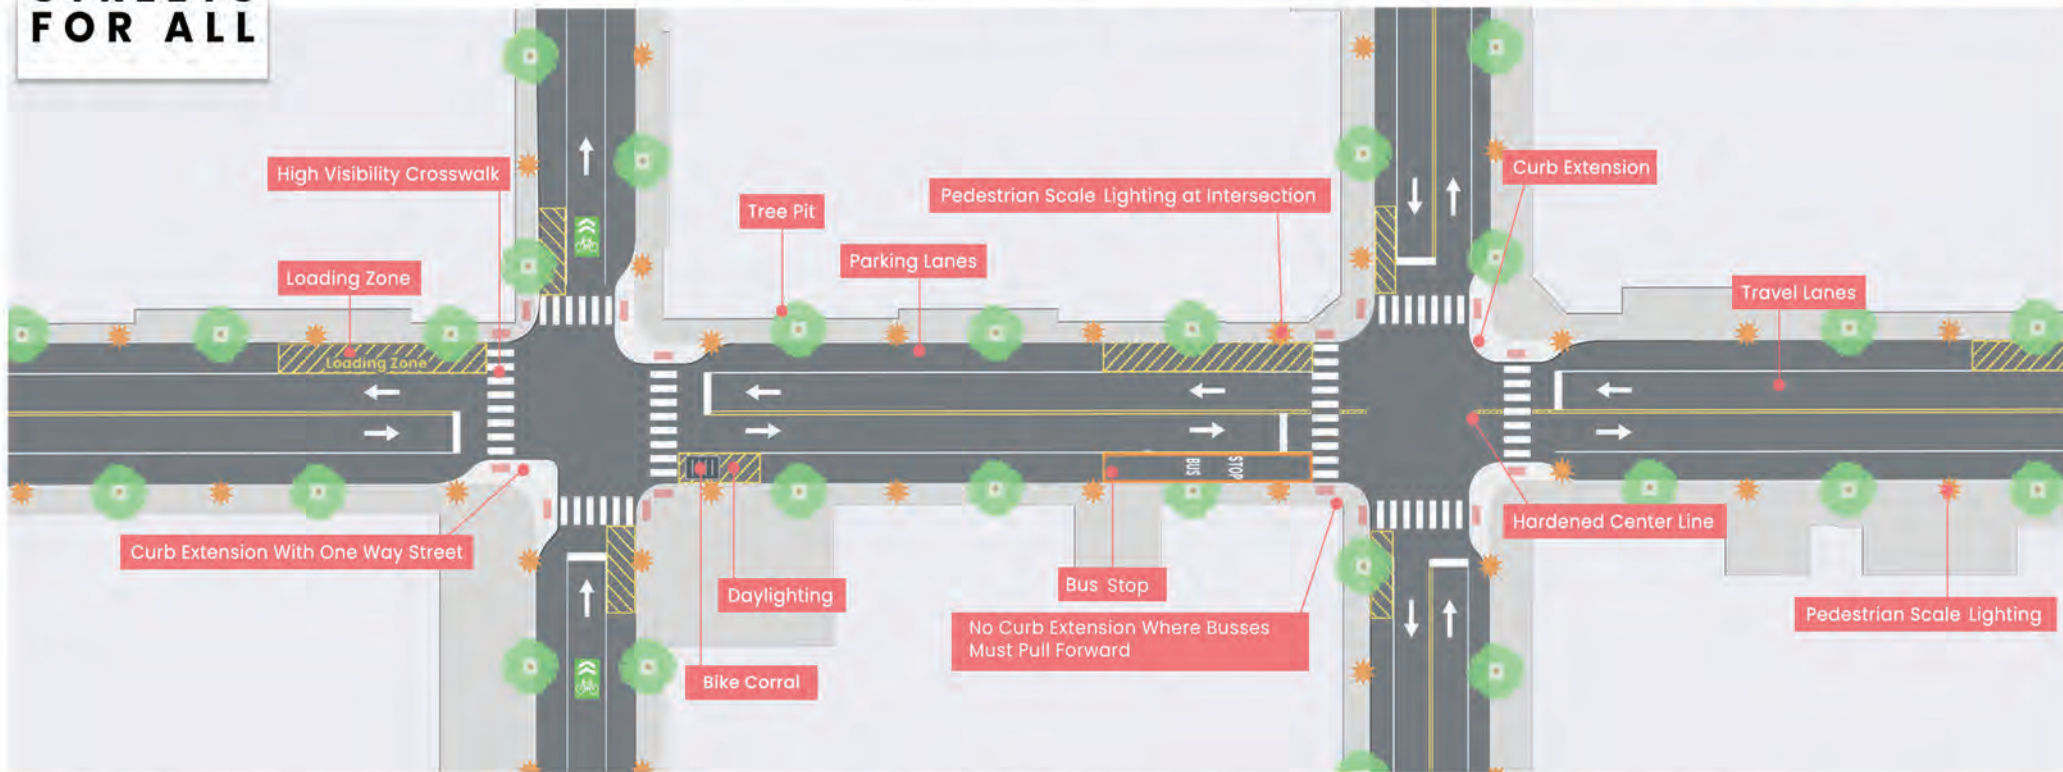 FOR ALL
High Visibility Crosswalk
Curb Extension
Pedestrian Scale Lighting at Intersection
Tree Pit
Parking Lanes
Loading Zone
Travel Lanes
Loading Zone
STOP
BUS
Hardened Center Line
Curb Extension With One Way Street
Bus Stop
Daylighting
No Curb Extension Where Busses
Must Pull Forward
Pedestrian Scale Lighting
Bike Corral